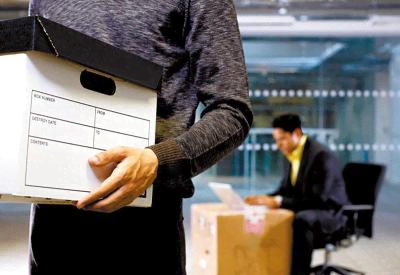 BOX NUMBER
FROM
DESTROY DATE
TO
CONTENTS